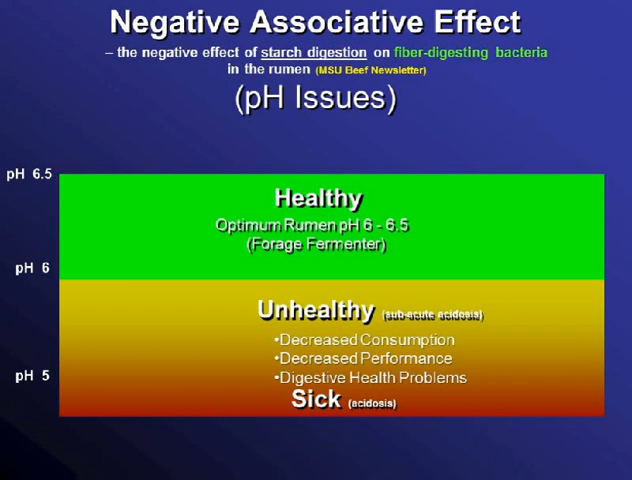 Negative Associative Effect
– the negative effect of starch digestion on fiber-digesting bacteria
in the rumen (MSU Beef Newsletter)
(pH Issues)
pH 6.5
Healthy
Optimum Rumen pH 6 - 6.5
(Forage Fermenter)
pH 6
Unhealthy (sub-acute acidosis)
•Decreased Consumption
•Decreased Performance
pH 5
•Digestive Health Problems
Sick (acidosis)